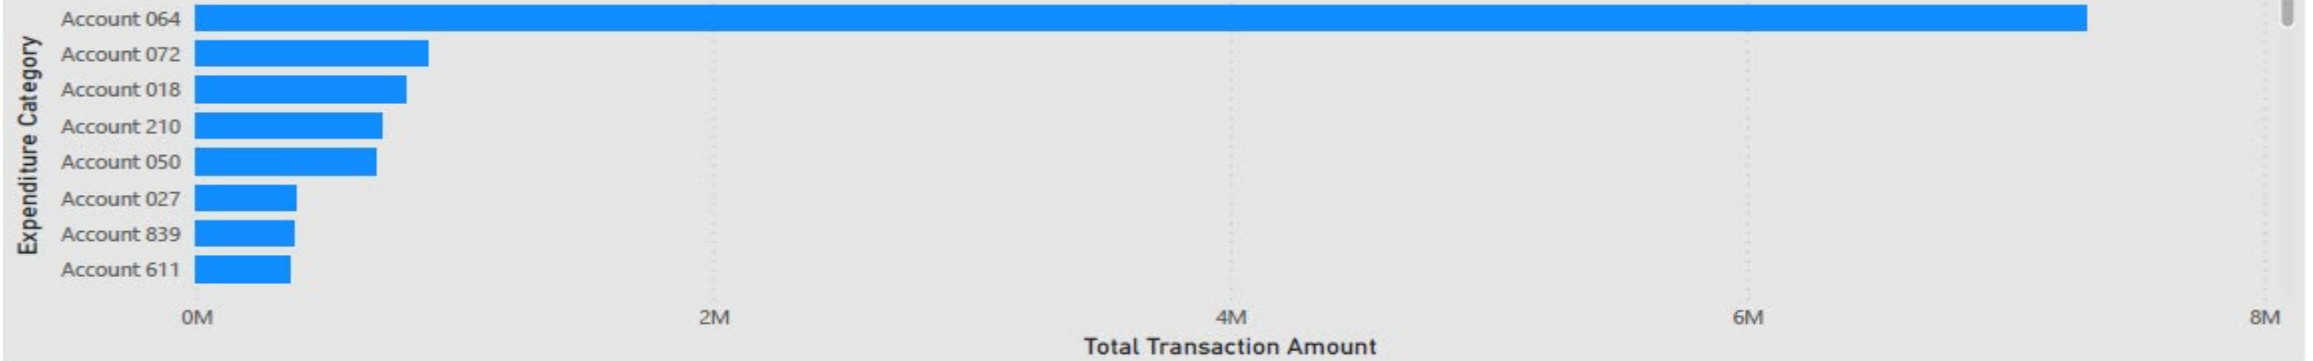 Expenditure Category
Account 064
Account 072
Account 018
Account 210
Account 050
Account 027
Account 839
Account 611
0M 2M 4M 6M 8M
Total Transaction Amount